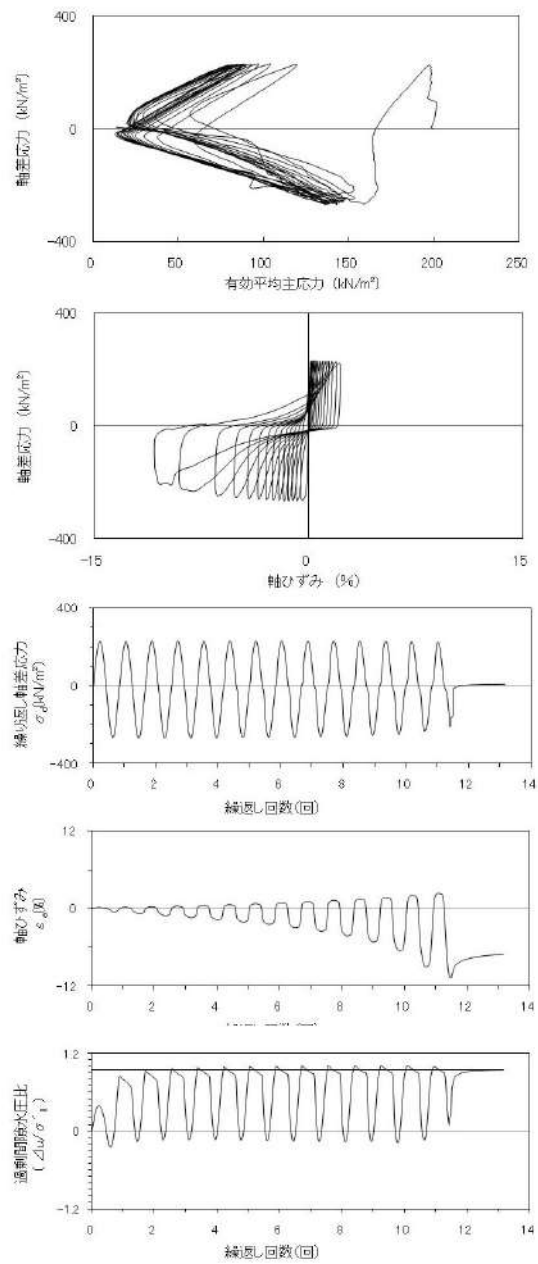 400
軸差応力 (kN/m²)
0
-400
0 50 100 150 200 250
有効平均主応力 (kN/m²)
400
軸差応力 (kN/m²)
0
-400
-15 0 15
軸ひずみ (%)
400
繰り返し軸差応力
σd(kN/m²)
0
-400
0 2 4 6 8 10 12 14
繰返し回数(回)
12
軸ひずみ
εa(%)
0
-12
0 2 4 6 8 10 12 14
1.2
過剰間隙水圧比
(Δu/σ'
0
-1.2
0 2 4 6 8 10 12 14
繰返し回数(回)